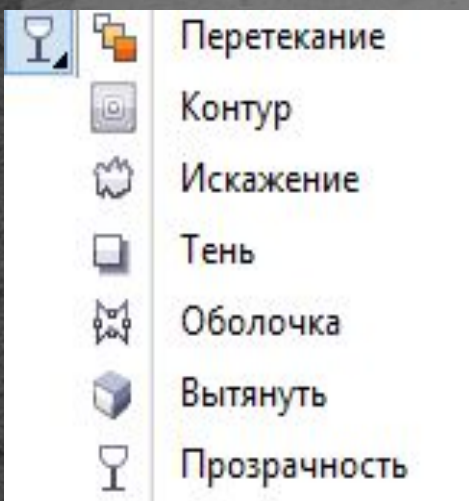 Перетекание
Контур
Искажение
Тень
Оболочка
Вытянуть
Прозрачность